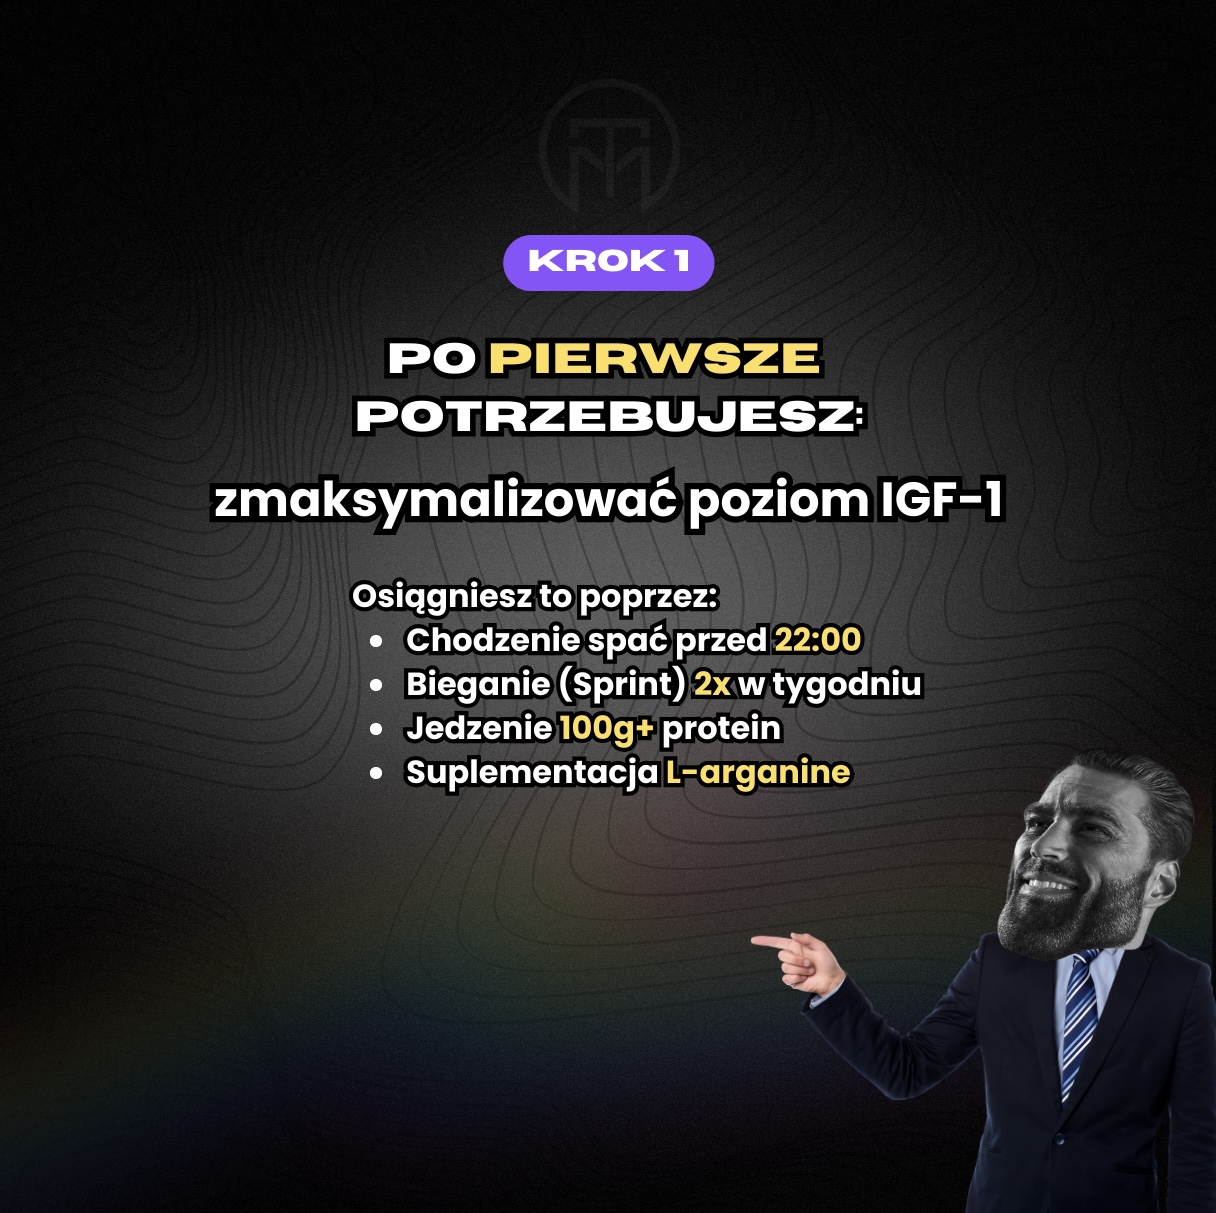 KROK 1
PO PIERWSZE
POTRZEBUJESZ:
zmaksymalizować poziom IGF-1
Osiągniesz to poprzez:
• Chodzenie spać przed 22:00
• Bieganie (Sprint) 2x w tygodniu
• Jedzenie 100g+ protein
• Suplementacja L-arganine